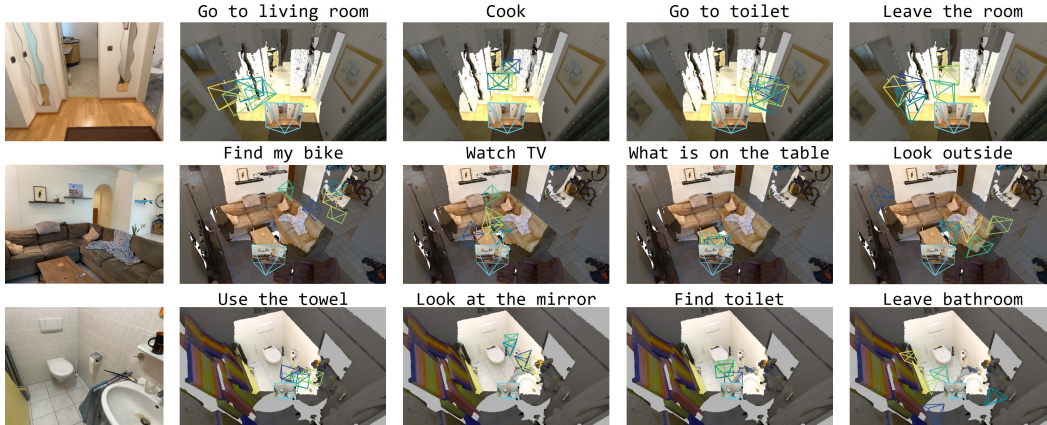 Go to living room
Cook
Go to toilet
Leave the room
Find my bike
Watch TV
What is on the table
Look outside
Use the towel
Look at the mirror
Find toilet
Leave bathroom